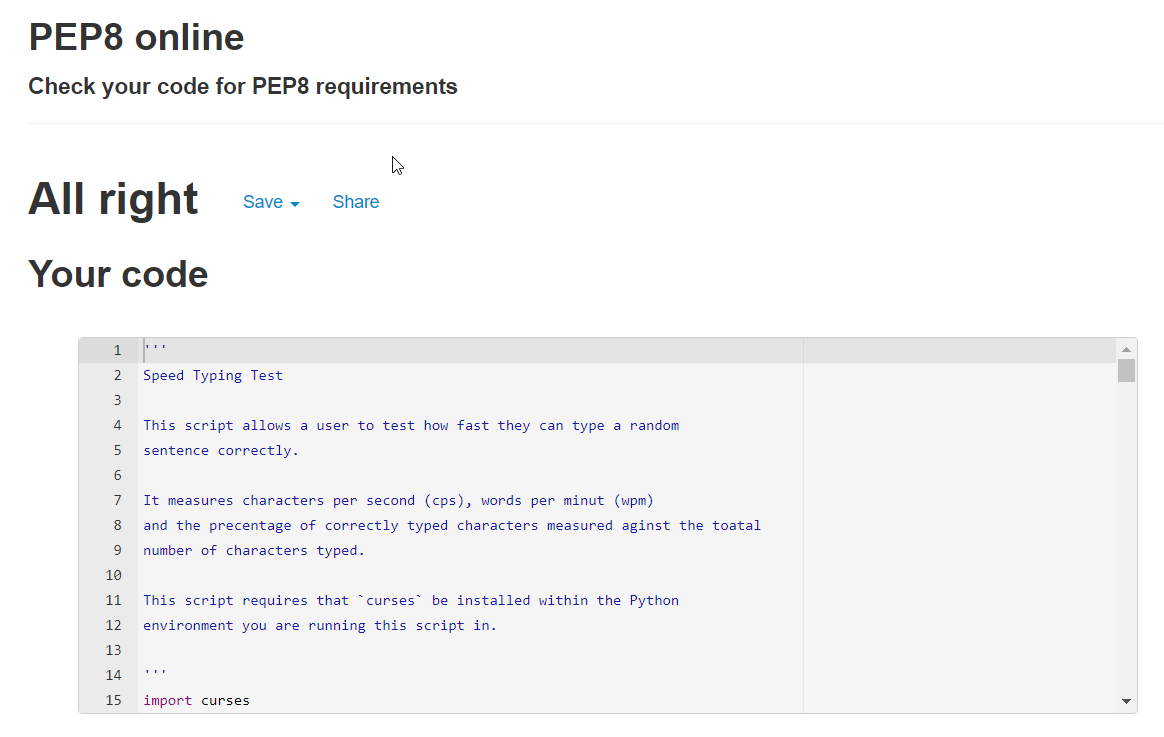 PEP8 online
Check your code for PEP8 requirements
All right Save Share
Your code
1 '''
2 Speed Typing Test
3
4 This script allows a user to test how fast they can type a random
5 sentence correctly.
6
7 It measures characters per second (cps), words per minut (wpm)
8 and the precentage of correctly typed characters measured aginst the toatal
9 number of characters typed.
10
11 This script requires that `curses` be installed within the Python
12 environment you are running this script in.
13
14 '''
15 import curses